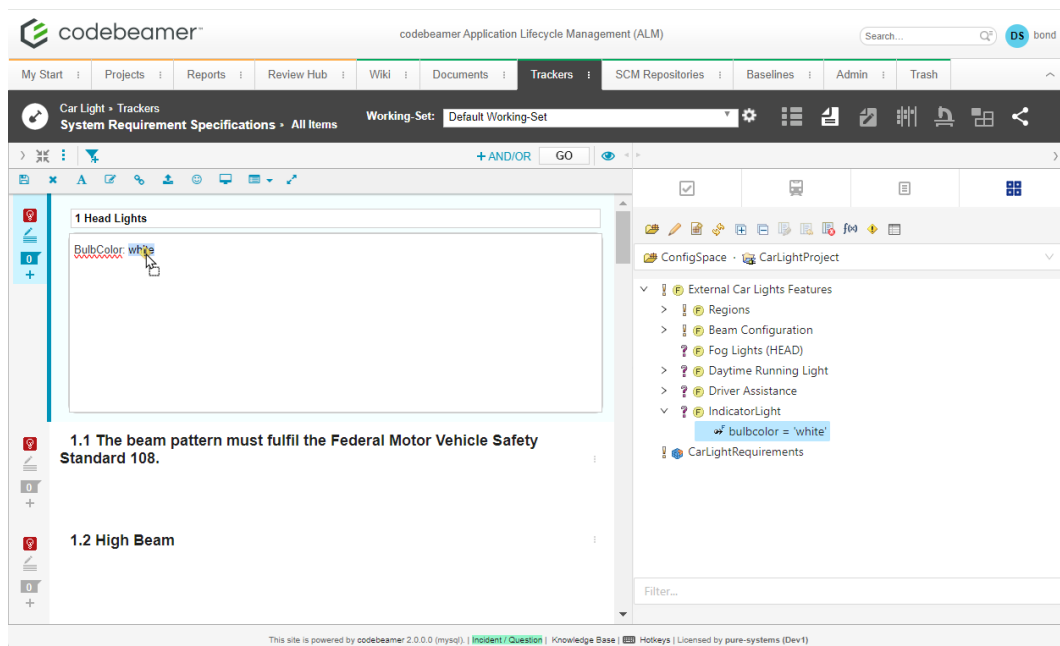 codebeamer™
codebeamer Application Lifecycle Management (ALM)
Search...
DS bond
My Start Projects Reports Review Hub Wiki Documents Trackers SCM Repositories Baselines Admin Trash
Car Light » Trackers
System Requirement Specifications » All Items
Working-Set: Default Working-Set
+ AND/OR GO
1 Head Lights
BulbColor: white
0
1.1 The beam pattern must fulfil the Federal Motor Vehicle Safety
Standard 108.
0
1.2 High Beam
0
f(x)
ConfigSpace · CarLightProject
External Car Lights Features
Regions
Beam Configuration
Fog Lights (HEAD)
Daytime Running Light
Driver Assistance
IndicatorLight
bulbcolor = 'white'
CarLightRequirements
Filter...
This site is powered by codebeamer 2.0.0.0 (mysql). | Incident / Question | Knowledge Base | Hotkeys | Licensed by pure-systems (Dev1)